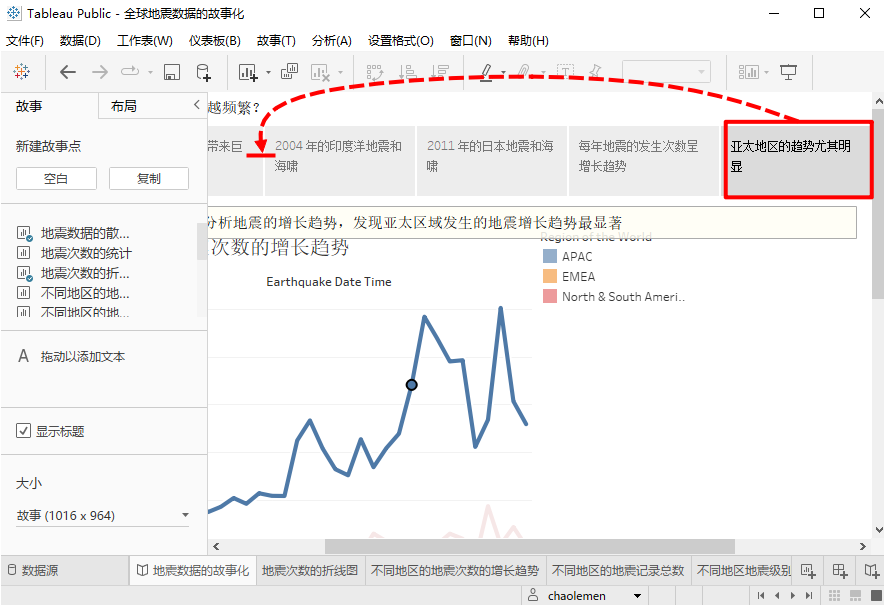 Tableau Public - 全球地震数据的故事化
文件(F) 数据(D) 工作表(W) 仪表板(B) 故事(T) 分析(A) 设置格式(O) 窗口(N) 帮助(H)
故事 布局
新建故事点
空白 复制
地震数据的散...
地震次数的统计
地震次数的折...
不同地区的地...
不同地区的地...
A 拖动以添加文本
显示标题
大小
故事 (1016 x 964)
越频繁?
带来巨
2004 年的印度洋地震和
海啸
2011 年的日本地震和海
啸
每年地震的发生次数呈
增长趋势
亚太地区的趋势尤其明
显
分析地震的增长趋势，发现亚太区域发生的地震增长趋势最显著
次数的增长趋势
Region of the World
APAC
EMEA
North & South Ameri..
Earthquake Date Time
数据源 地震数据的故事化 地震次数的折线图 不同地区的地震次数的增长趋势 不同地区的地震记录总数 不同地区的地震级别
chaolemen